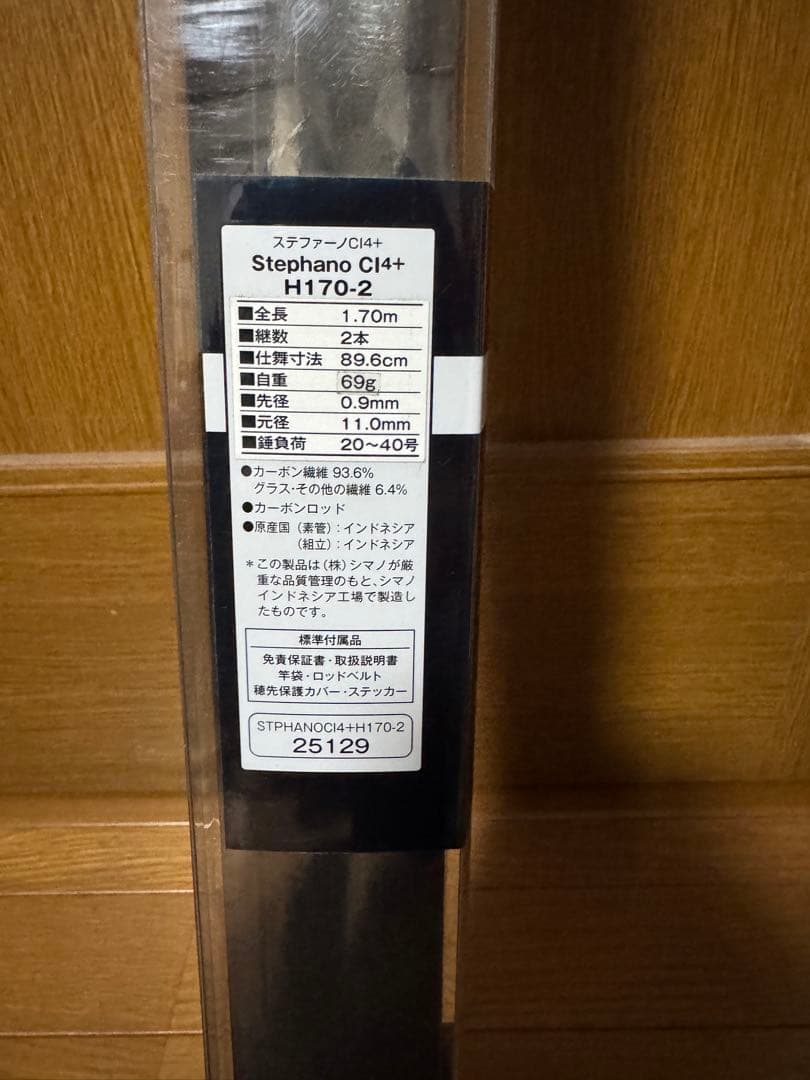 ステファーノCI4+
Stephano CI4+
H170-2
■全長 1.70m
■継数 2本
■仕舞寸法 89.6cm
■自重 69g
■先径 0.9mm
■元径 11.0mm
■錘負荷 20〜40号
●カーボン繊維 93.6%
グラス・その他の繊維 6.4%
●カーボンロッド
●原産国（素管）：インドネシア
（組立）：インドネシア
＊この製品は（株）シマノが厳
重な品質管理のもと、シマノ
インドネシア工場で製造し
たものです。
標準付属品
免責保証書・取扱説明書
竿袋・ロッドベルト
穂先保護カバー・ステッカー
STPHANOCI4+H170-2
25129